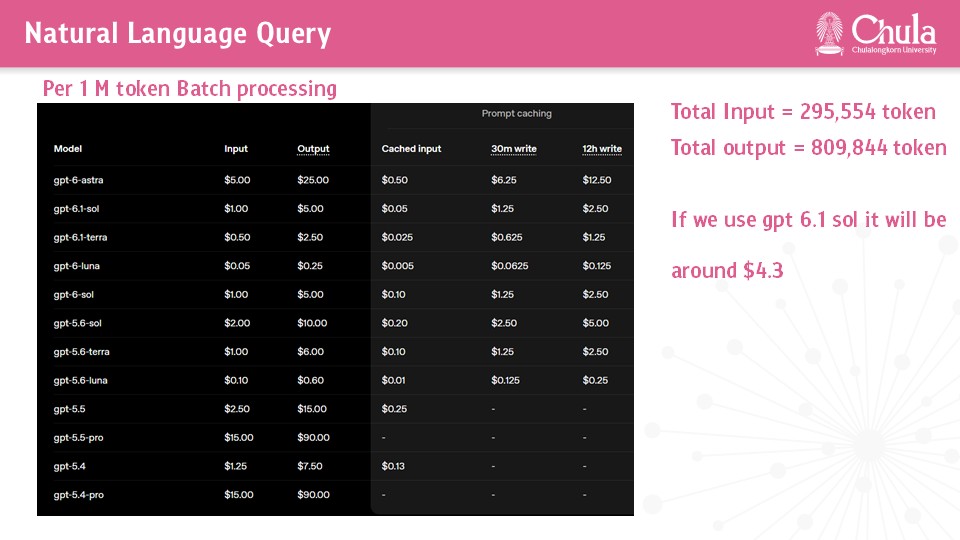 Natural Language Query
Chula
Chulalongkorn University
Per 1 M token Batch processing
Prompt caching
Model Input Output Cached input 30m write 12h write
gpt-6-astra $5.00 $25.00 $0.50 $6.25 $12.50
gpt-6.1-sol $1.00 $5.00 $0.05 $1.25 $2.50
gpt-6.1-terra $0.50 $2.50 $0.025 $0.625 $1.25
gpt-6-luna $0.05 $0.25 $0.005 $0.0625 $0.125
gpt-6-sol $1.00 $5.00 $0.10 $1.25 $2.50
gpt-5.6-sol $2.00 $10.00 $0.20 $2.50 $5.00
gpt-5.6-terra $1.00 $6.00 $0.10 $1.25 $2.50
gpt-5.6-luna $0.10 $0.60 $0.01 $0.125 $0.25
gpt-5.5 $2.50 $15.00 $0.25 - -
gpt-5.5-pro $15.00 $90.00 - - -
gpt-5.4 $1.25 $7.50 $0.13 - -
gpt-5.4-pro $15.00 $90.00 - - -
Total Input = 295,554 token
Total output = 809,844 token
If we use gpt 6.1 sol it will be
around $4.3